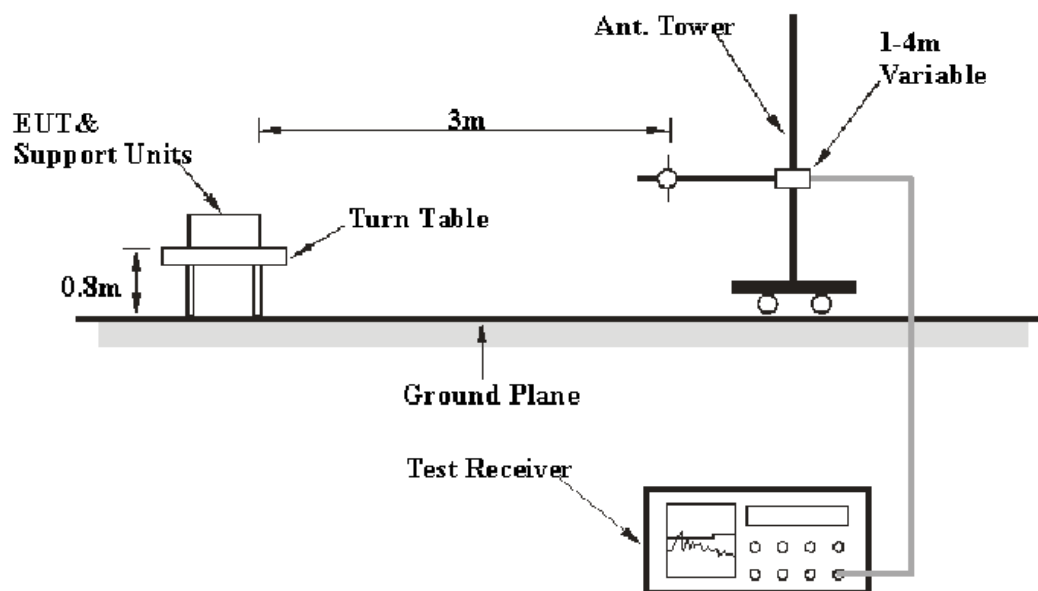 Ant. Tower
1-4m
Variable
EUT&
Support Units
3m
Turn Table
0.8m
Ground Plane
Test Receiver